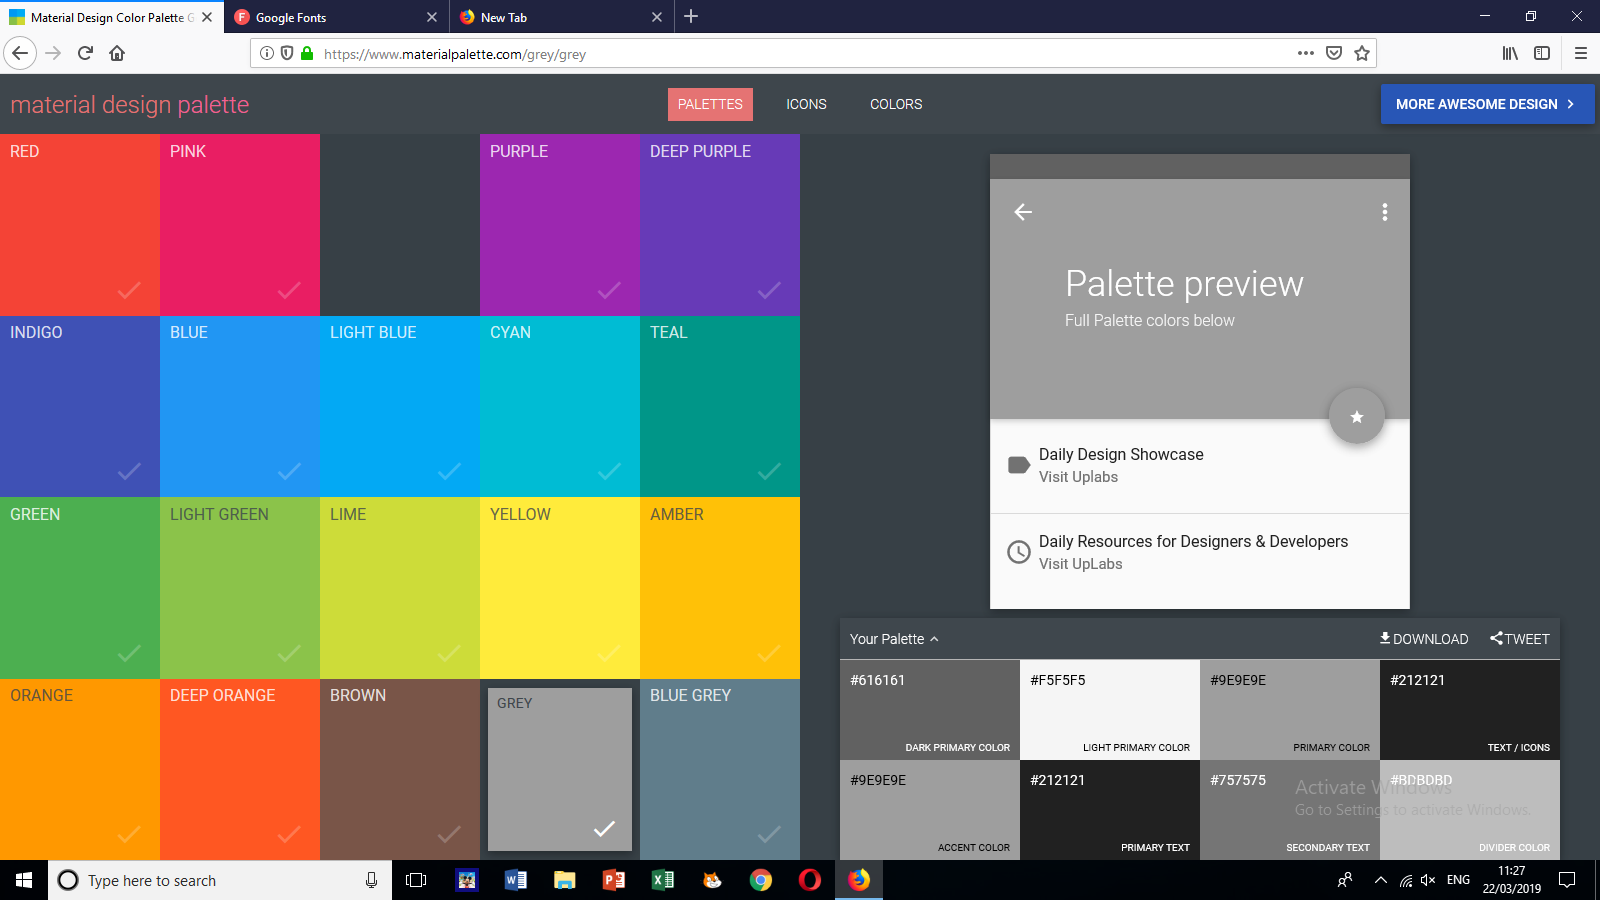 Material Design Color Palette G
Google Fonts
New Tab
https://www.materialpalette.com/grey/grey
material design palette
PALETTES
ICONS
COLORS
MORE AWESOME DESIGN
RED
PINK
PURPLE
DEEP PURPLE
INDIGO
BLUE
LIGHT BLUE
CYAN
TEAL
GREEN
LIGHT GREEN
LIME
YELLOW
AMBER
ORANGE
DEEP ORANGE
BROWN
GREY
BLUE GREY
Palette preview
Full Palette colors below
Daily Design Showcase
Visit Uplabs
Daily Resources for Designers & Developers
Visit UpLabs
Your Palette
DOWNLOAD
TWEET
#616161
DARK PRIMARY COLOR
#F5F5F5
LIGHT PRIMARY COLOR
#9E9E9E
PRIMARY COLOR
#212121
TEXT / ICONS
#9E9E9E
ACCENT COLOR
#212121
PRIMARY TEXT
#757575
SECONDARY TEXT
#BDBDBD
DIVIDER COLOR
Activate Windows
Go to Settings to activate Windows.
Type here to search
ENG
11:27
22/03/2019